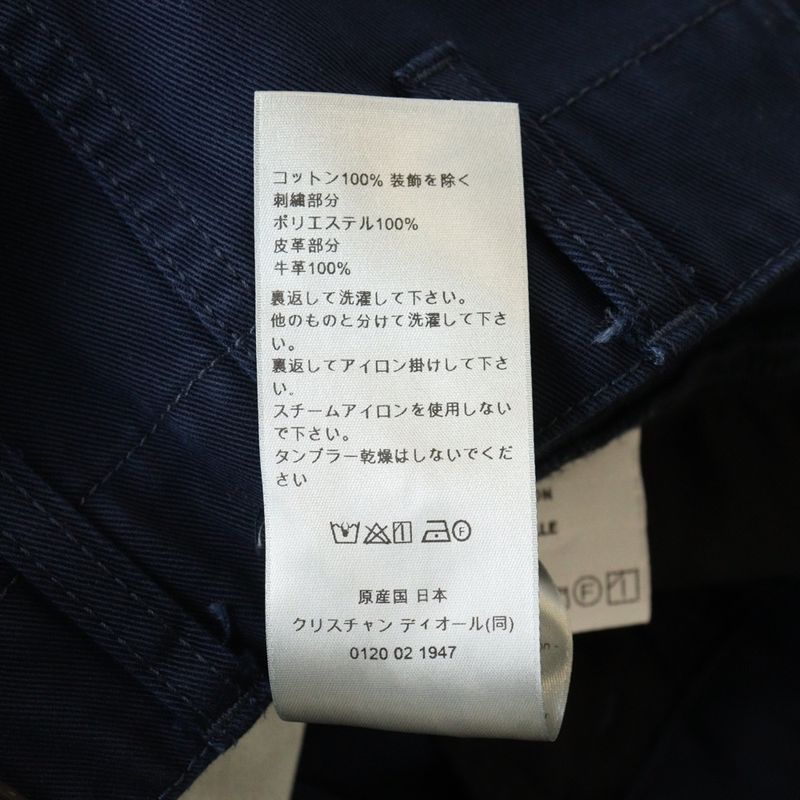 コットン100% 装飾を除く
刺繍部分
ポリエステル100%
皮革部分
牛革100%
裏返して洗濯して下さい。
他のものと分けて洗濯して下さ
い。
裏返してアイロン掛けして下さ
い。
スチームアイロンを使用しない
で下さい。
タンブラー乾燥はしないでくだ
さい
F
原産国 日本
クリスチャン ディオール(同)
0120 02 1947
ON
LLE
F